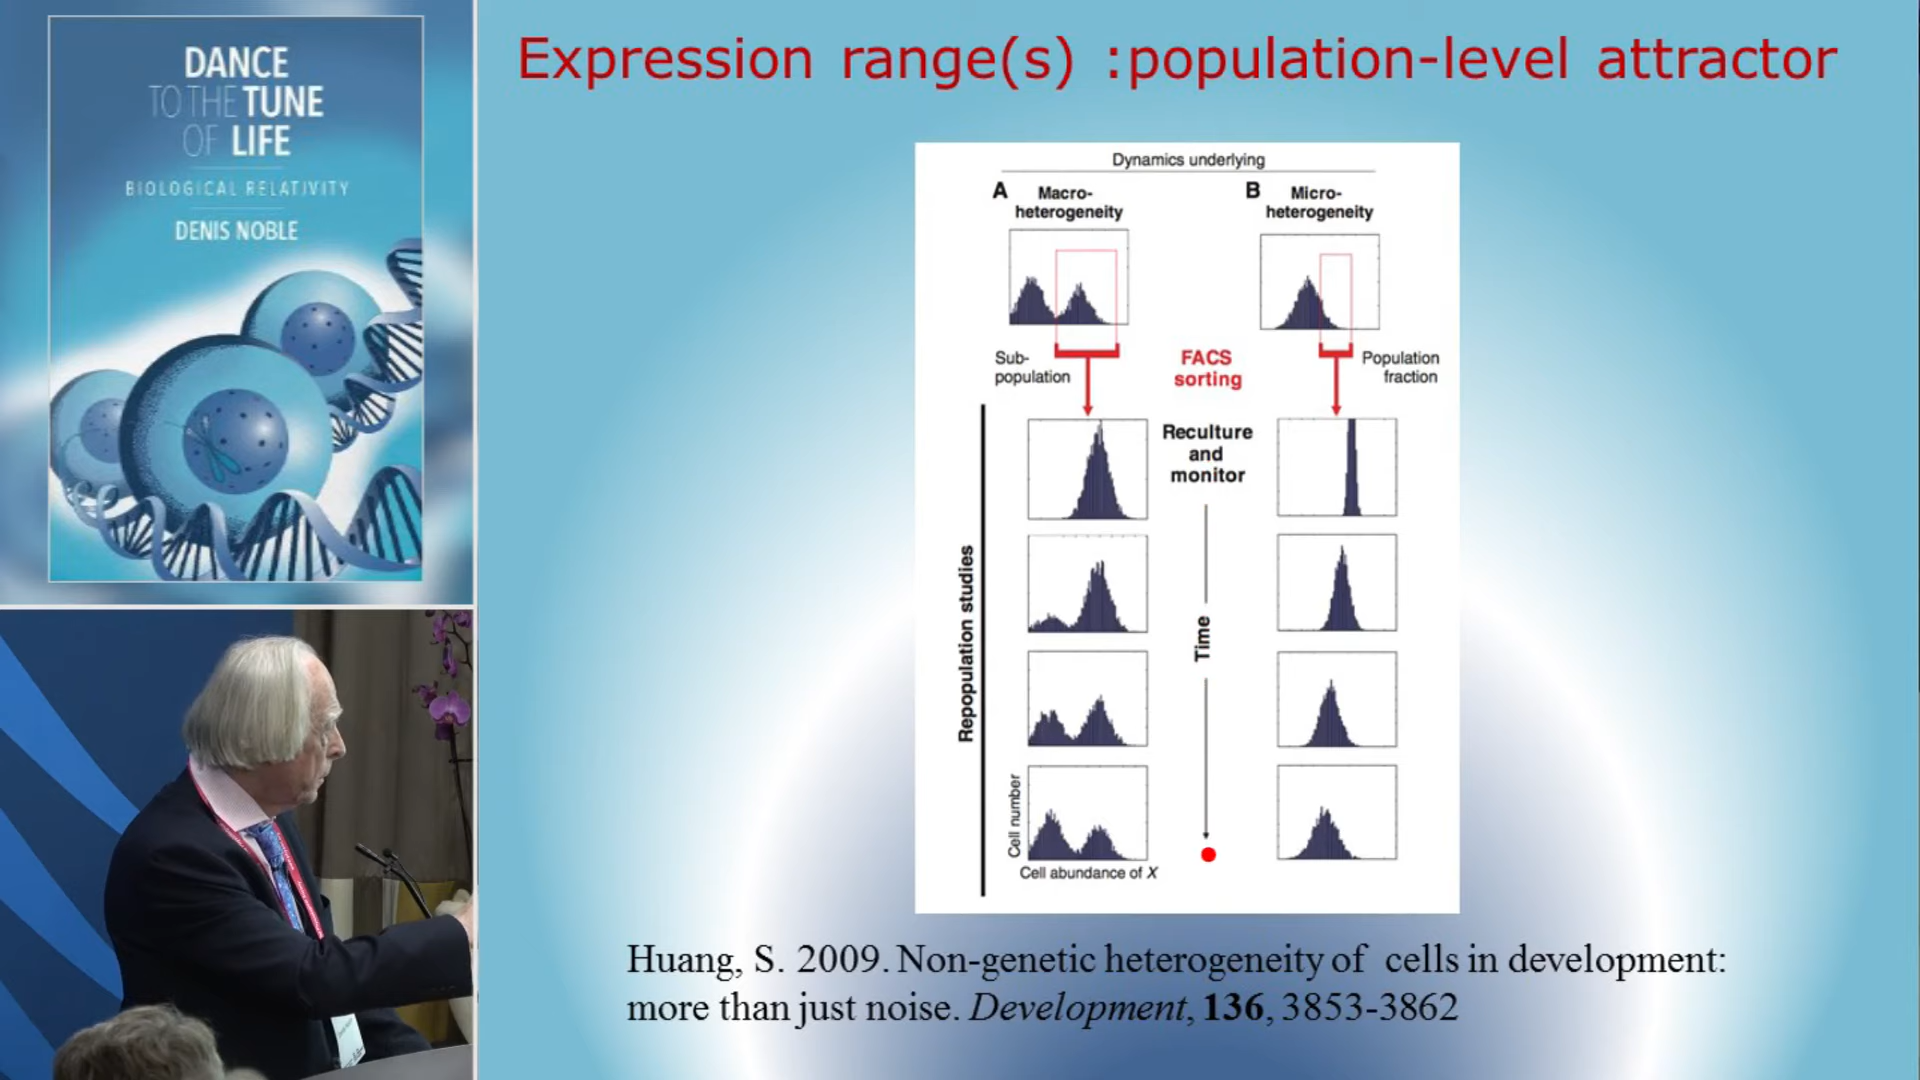 DANCE
TO THE TUNE
OF LIFE
BIOLOGICAL RELATIVITY
DENIS NOBLE
Expression range(s) :population-level attractor
Dynamics underlying
A Macro-
heterogeneity
B Micro-
heterogeneity
Sub-
population
FACS
sorting
Population
fraction
Reculture
and
monitor
Repopulation studies
Time
Cell number
Cell abundance of X
Huang, S. 2009. Non-genetic heterogeneity of cells in development:
more than just noise. Development, 136, 3853-3862